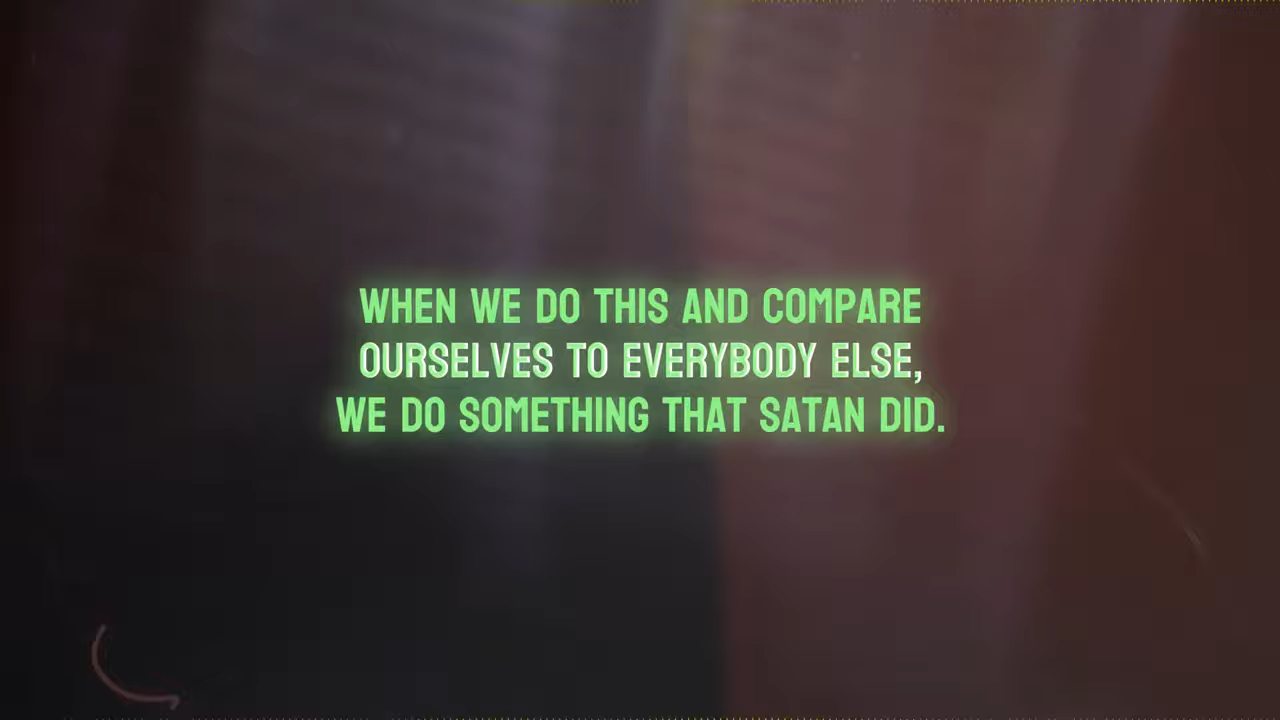 WHEN WE DO THIS AND COMPARE
OURSELVES TO EVERYBODY ELSE,
WE DO SOMETHING THAT SATAN DID.